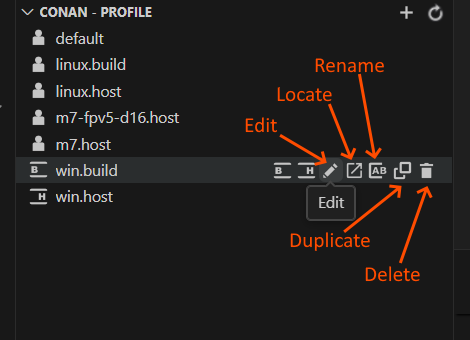 CONAN - PROFILE
default
linux.build
Rename
linux.host
Locate
m7-fpv5-d16.host
Edit
m7.host
B win.build B H AB
H win.host
Edit
Duplicate
Delete